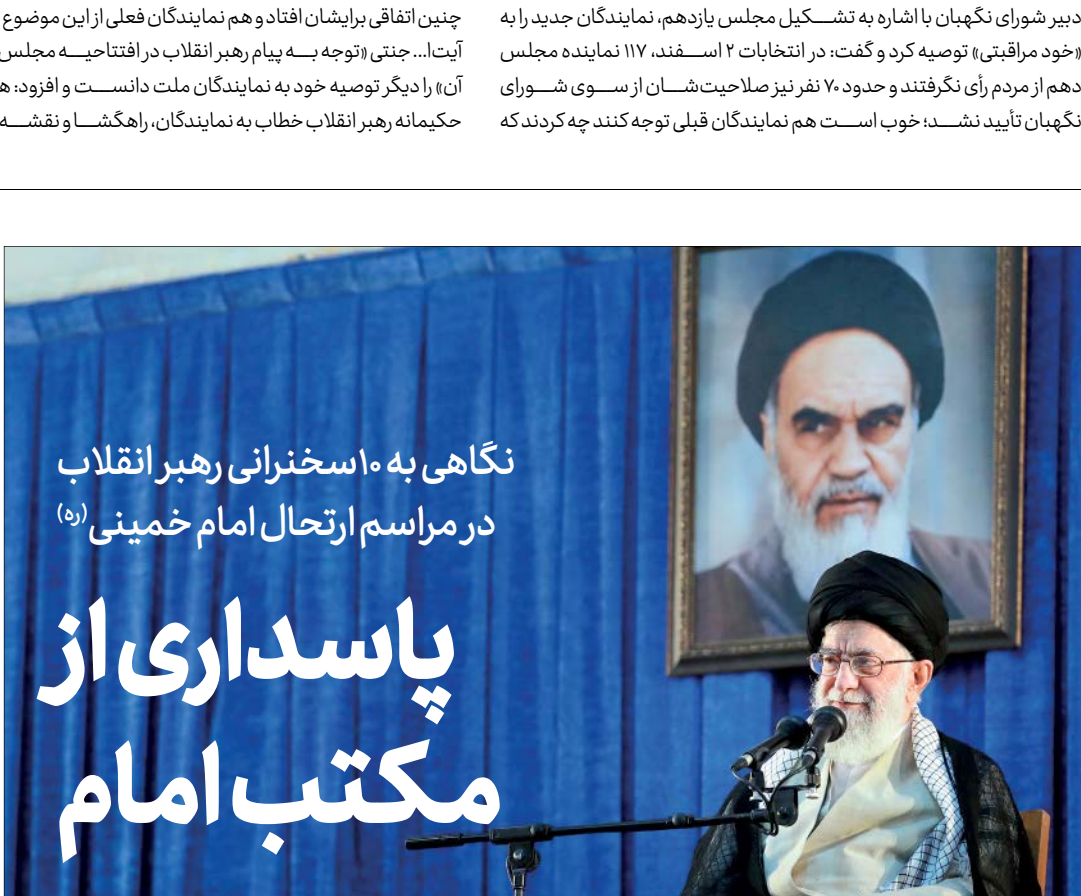 دبیر شورای نگهبان با اشاره به تشکیل مجلس یازدهم، نمایندگان جدید را به
«خود مراقبتی» توصیه کرد و گفت: در انتخابات ۲ اسفند، ۱۱۷ نماینده مجلس
دهم از مردم رأی نگرفتند و حدود ۷۰ نفر نیز صلاحیت‌شان از سوی شورای
نگهبان تأیید نشد؛ خوب است هم نمایندگان قبلی توجه کنند چه کردند که
چنین اتفاقی برایشان افتاد و هم نمایندگان فعلی از این موضوع
آیت‌ا... جنتی «توجه به پیام رهبر انقلاب در افتتاحیه مجلس
آن» را دیگر توصیه خود به نمایندگان ملت دانست و افزود:
حکیمانه رهبر انقلاب خطاب به نمایندگان، راهگشا و نقشه
نگاهی به ۱۰ سخنرانی رهبر انقلاب
در مراسم ارتحال امام خمینی(ره)
پاسداری از
مکتب امام